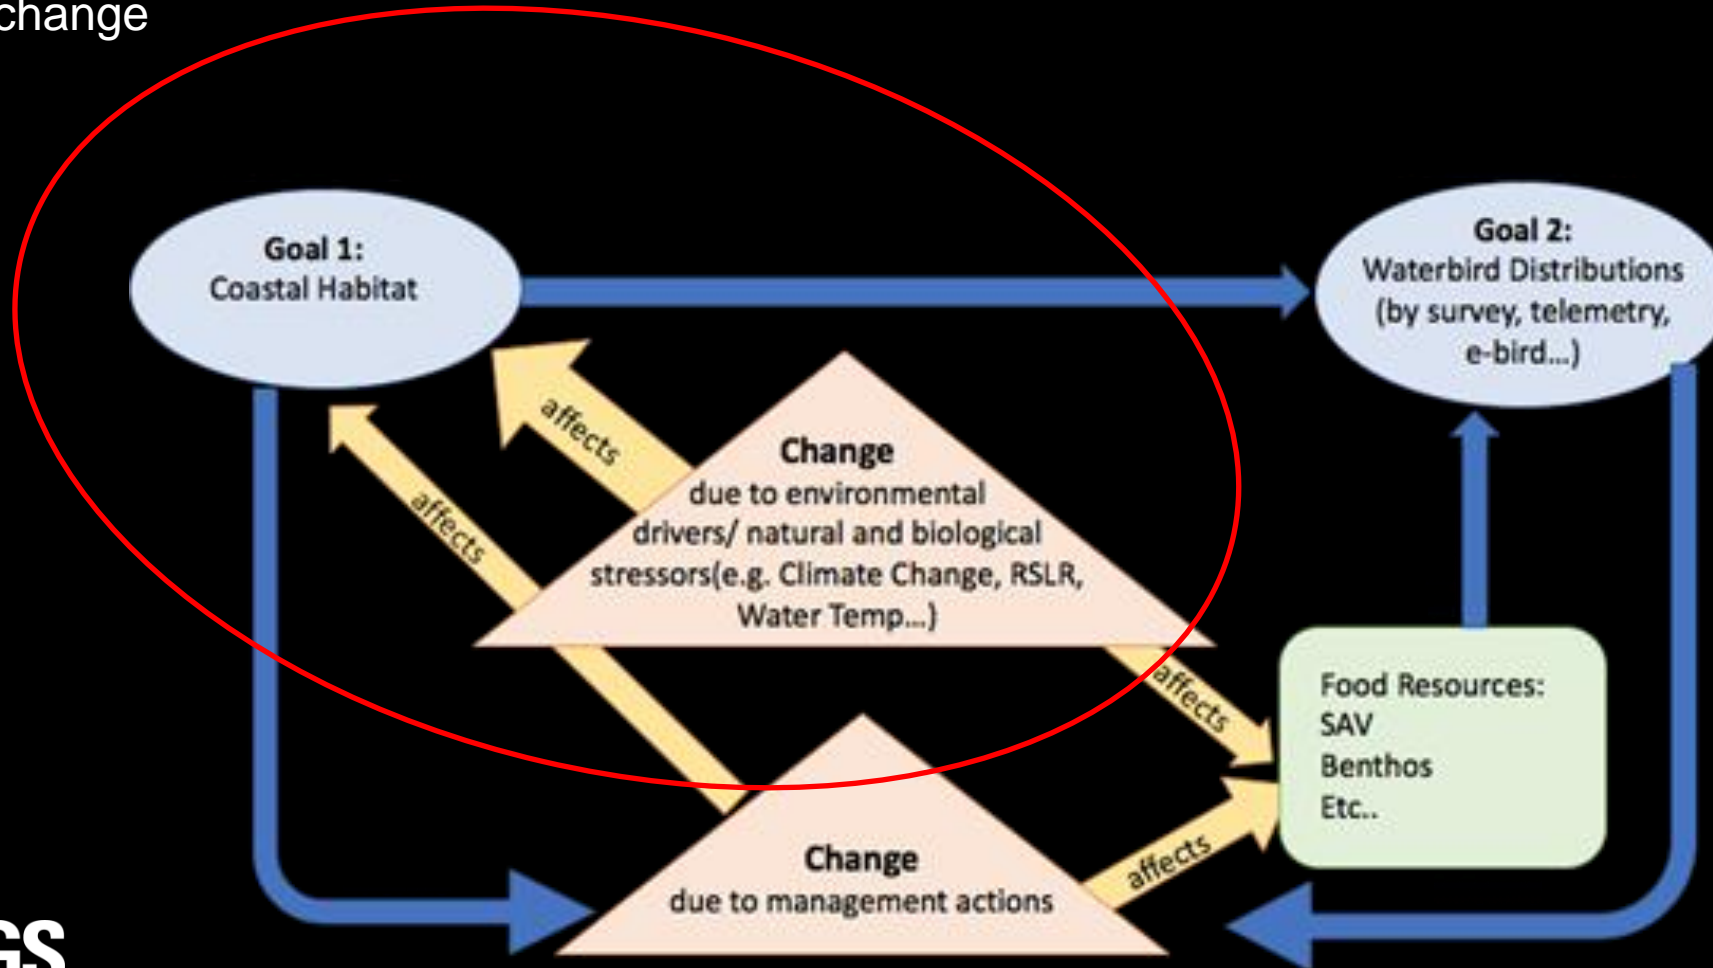 change
Goal 1:
Coastal Habitat
Goal 2:
Waterbird Distributions
(by survey, telemetry,
e-bird...)
affects
affects
Change
due to environmental
drivers/ natural and biological
stressors(e.g. Climate Change, RSLR,
Water Temp...)
affects
Food Resources:
SAV
Benthos
Etc..
affects
Change
due to management actions
GS